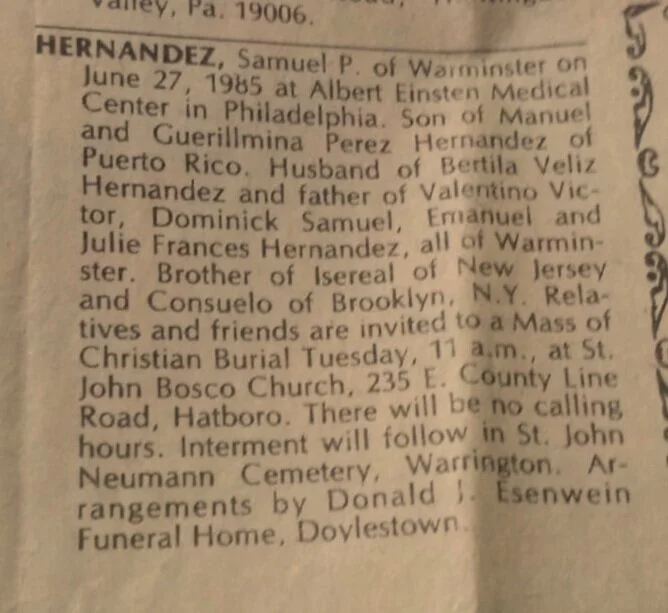 Valley, Pa. 19006.
HERNANDEZ, Samuel P. of Warminster on
June 27, 1985 at Albert Einsten Medical
Center in Philadelphia. Son of Manuel
and Guerillmina Perez Hernandez of
Puerto Rico. Husband of Bertila Veliz
Hernandez and father of Valentino Vic-
tor, Dominick Samuel, Emanuel and
Julie Frances Hernandez, all of Warmin-
ster. Brother of Isereal of New Jersey
and Consuelo of Brooklyn, N.Y. Rela-
tives and friends are invited to a Mass of
Christian Burial Tuesday, 11 a.m., at St.
John Bosco Church, 235 E. County Line
Road, Hatboro. There will be no calling
hours. Interment will follow in St. John
Neumann Cemetery, Warrington. Ar-
rangements by Donald J. Esenwein
Funeral Home, Doylestown.